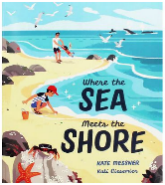 Where the
SEA
Meets the
SHORE
KATE MESSNER